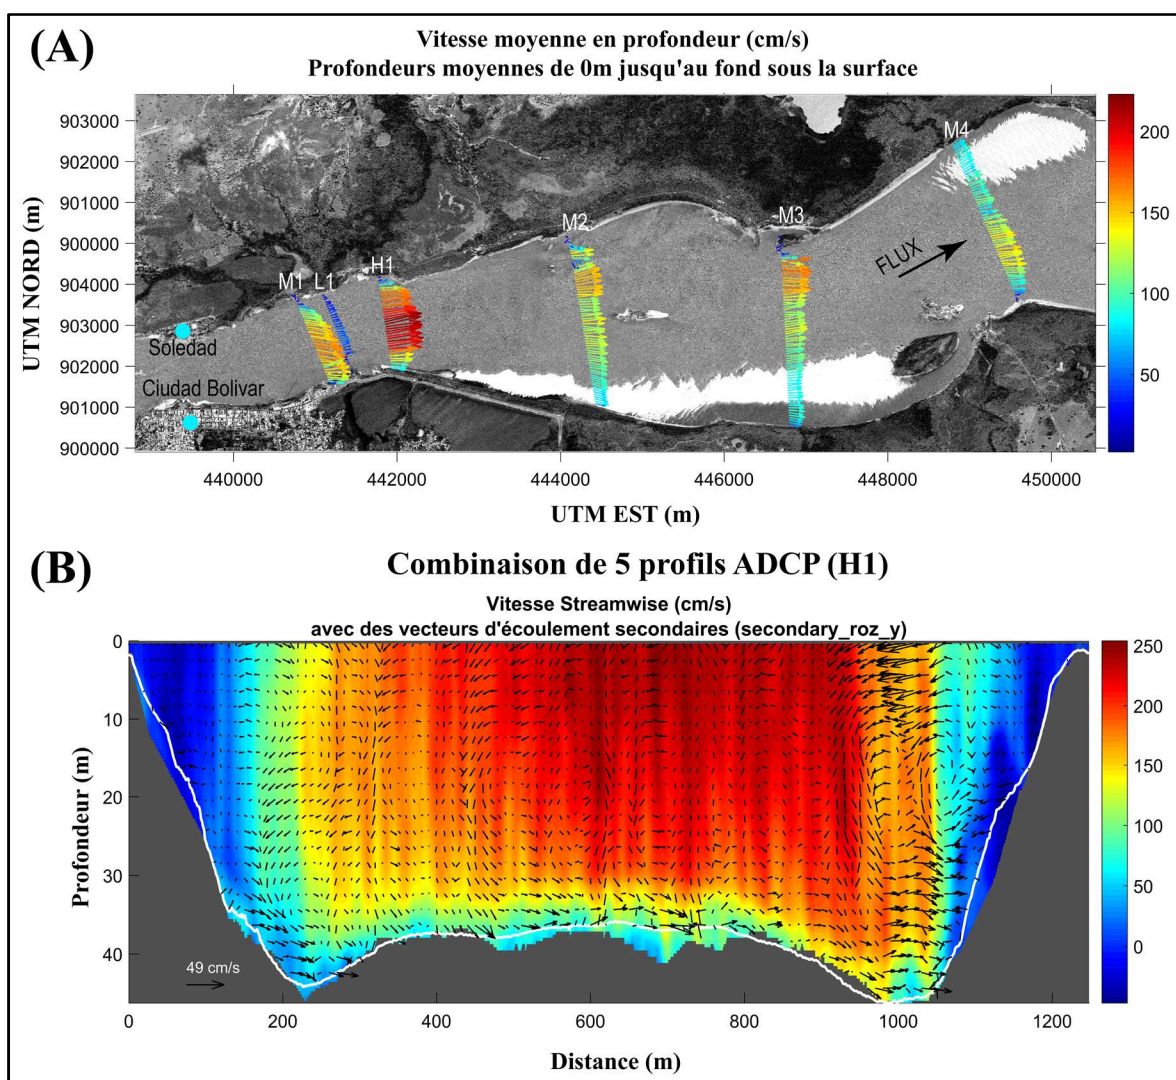 (A)
Vitesse moyenne en profondeur (cm/s)
Profondeurs moyennes de 0m jusqu'au fond sous la surface
903000
902000
901000
900000
904000
903000
902000
901000
900000
UTM NORD (m)
M1
L1
H1
M2
M3
M4
FLUX
Soledad
Ciudad Bolivar
200
150
100
50
440000
442000
444000
446000
448000
450000
UTM EST (m)
(B)
Combinaison de 5 profils ADCP (H1)
Vitesse Streamwise (cm/s)
avec des vecteurs d'écoulement secondaires (secondary_roz_y)
0
10
20
30
40
Profondeur (m)
49 cm/s
250
200
150
100
50
0
0
200
400
600
800
1000
1200
Distance (m)